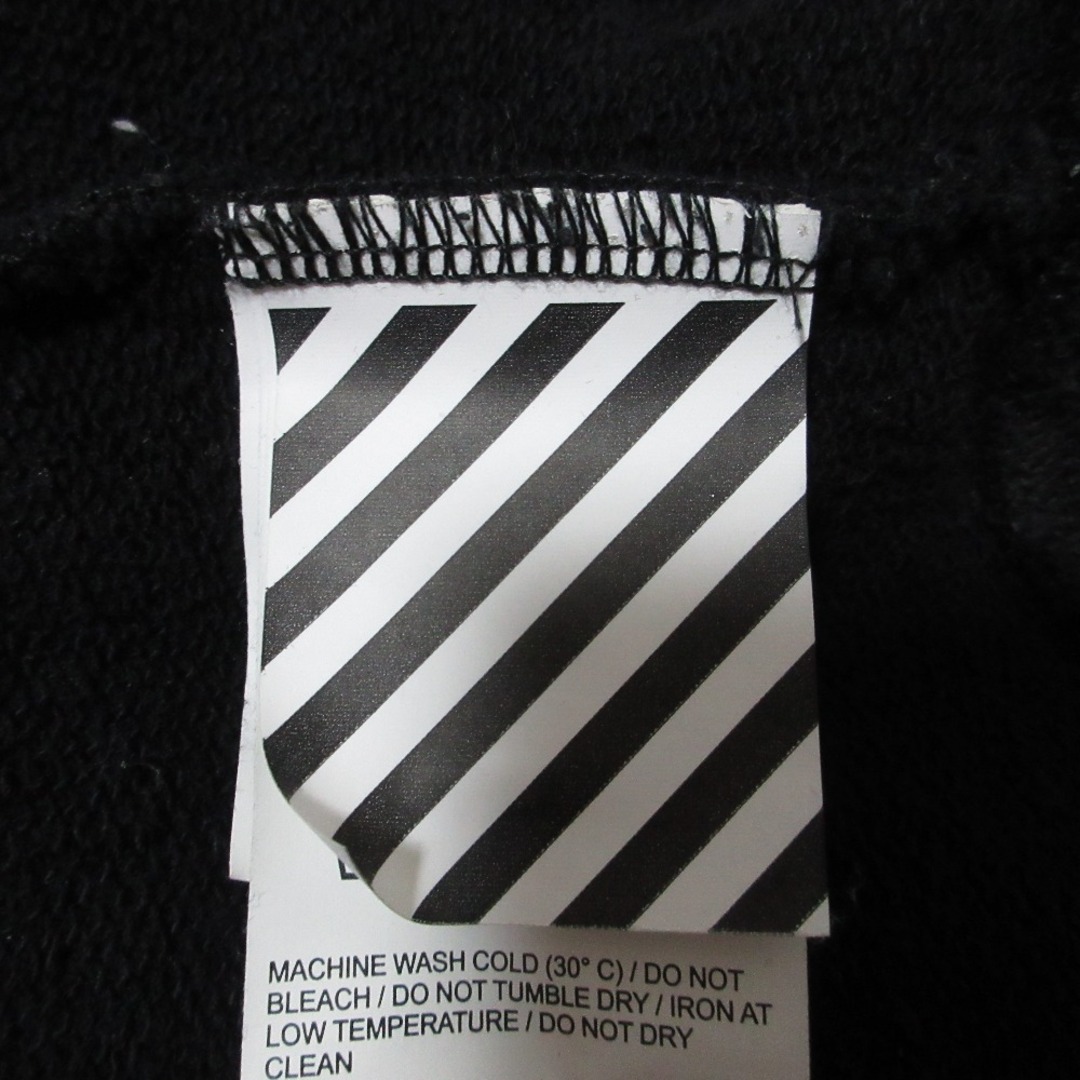 MACHINE WASH COLD (30° C) / DO NOT
BLEACH / DO NOT TUMBLE DRY / IRON AT
LOW TEMPERATURE / DO NOT DRY
CLEAN